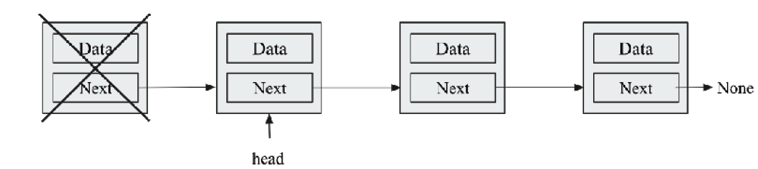 Data Data Data Data
Next Next Next Next None
head